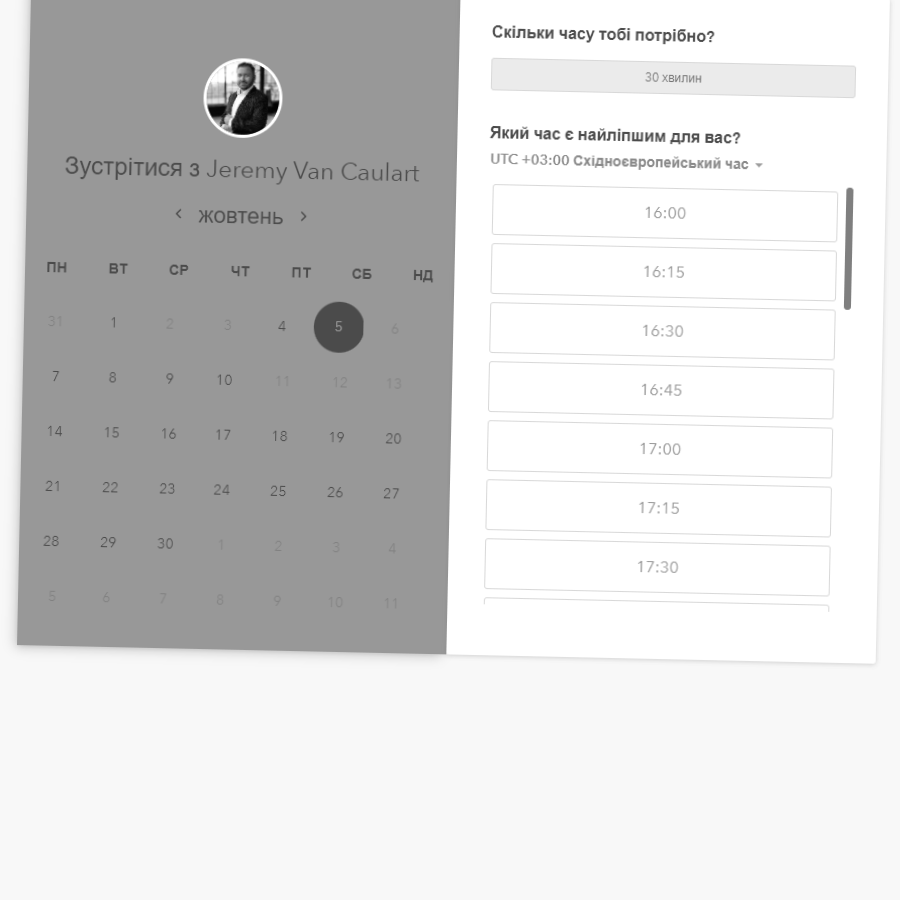 Зустрітися з Jeremy Van Caulart
жовтень
ПН ВТ СР ЧТ ПТ СБ НД
31 1 2 3 4 5 6
7 8 9 10 11 12 13
14 15 16 17 18 19 20
21 22 23 24 25 26 27
28 29 30 1 2 3 4
5 6 7 8 9 10 11
Скільки часу тобі потрібно?
30 хвилин
Який час є найліпшим для вас?
UTC +03:00 Східноєвропейський час
16:00
16:15
16:30
16:45
17:00
17:15
17:30